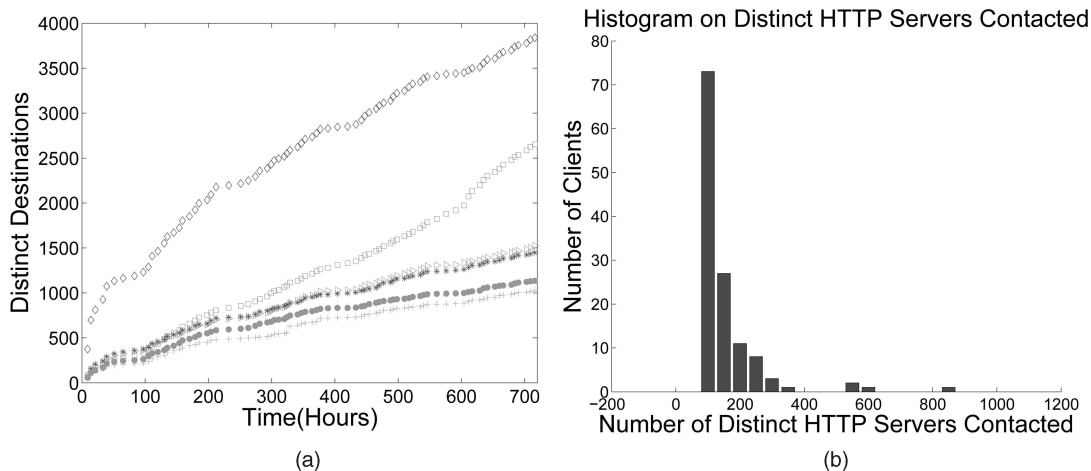 4000
3500
3000
2500
2000
1500
1000
500
0
Distinct Destinations
0 100 200 300 400 500 600 700
Time(Hours)
(a)
Histogram on Distinct HTTP Servers Contacted
80
70
60
50
40
30
20
10
0
Number of Clients
−200 0 200 400 600 800 1000 1200
Number of Distinct HTTP Servers Contacted
(b)